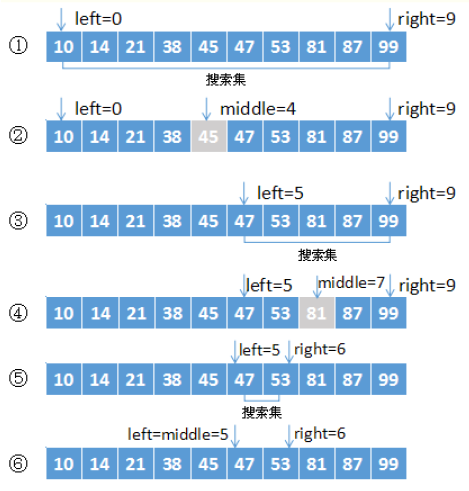 left=0 right=9
① 10 14 21 38 45 47 53 81 87 99
搜索集
left=0 middle=4 right=9
② 10 14 21 38 45 47 53 81 87 99
left=5 right=9
③ 10 14 21 38 45 47 53 81 87 99
搜索集
left=5 middle=7 right=9
④ 10 14 21 38 45 47 53 81 87 99
left=5 right=6
⑤ 10 14 21 38 45 47 53 81 87 99
搜索集
left=middle=5 right=6
⑥ 10 14 21 38 45 47 53 81 87 99